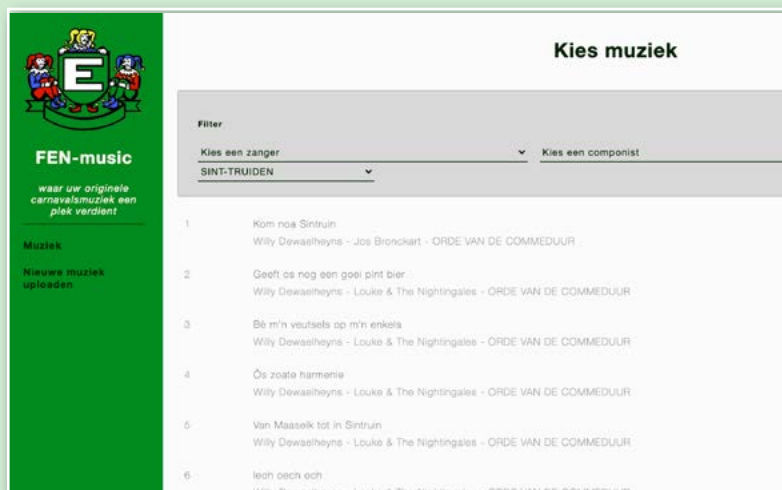 E
Kies muziek
FEN-music
waar uw originele
carnavalsmuziek een
plek verdient
Muziek
Nieuwe muziek
uploaden
Filter
Kies een zanger
Kies een componist
SINT-TRUIDEN
1
Kom noa Sintruin
Willy Dewaelheyns - Jos Bronckart - ORDE VAN DE COMMEDUUR
2
Geeft os nog een goei pint bier
Willy Dewaelheyns - Louke & The Nightingales - ORDE VAN DE COMMEDUUR
3
Bè m'n veutsels op m'n enkels
Willy Dewaelheyns - Louke & The Nightingales - ORDE VAN DE COMMEDUUR
4
Ôs zoate harmenie
Willy Dewaelheyns - Louke & The Nightingales - ORDE VAN DE COMMEDUUR
5
Van Maaseik tot in Sintruin
Willy Dewaelheyns - Louke & The Nightingales - ORDE VAN DE COMMEDUUR
6
och